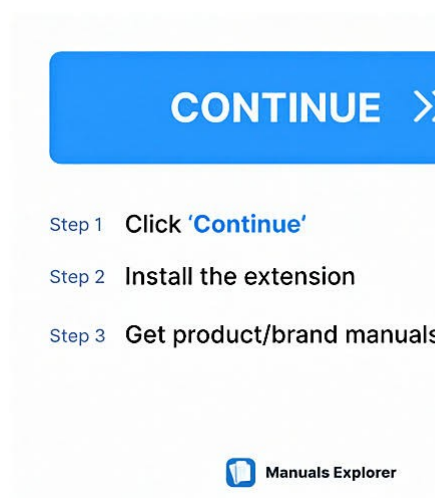 CONTINUE
Step 1 Click ‘Continue’
Step 2 Install the extension
Step 3 Get product/brand manuals
Manuals Explorer